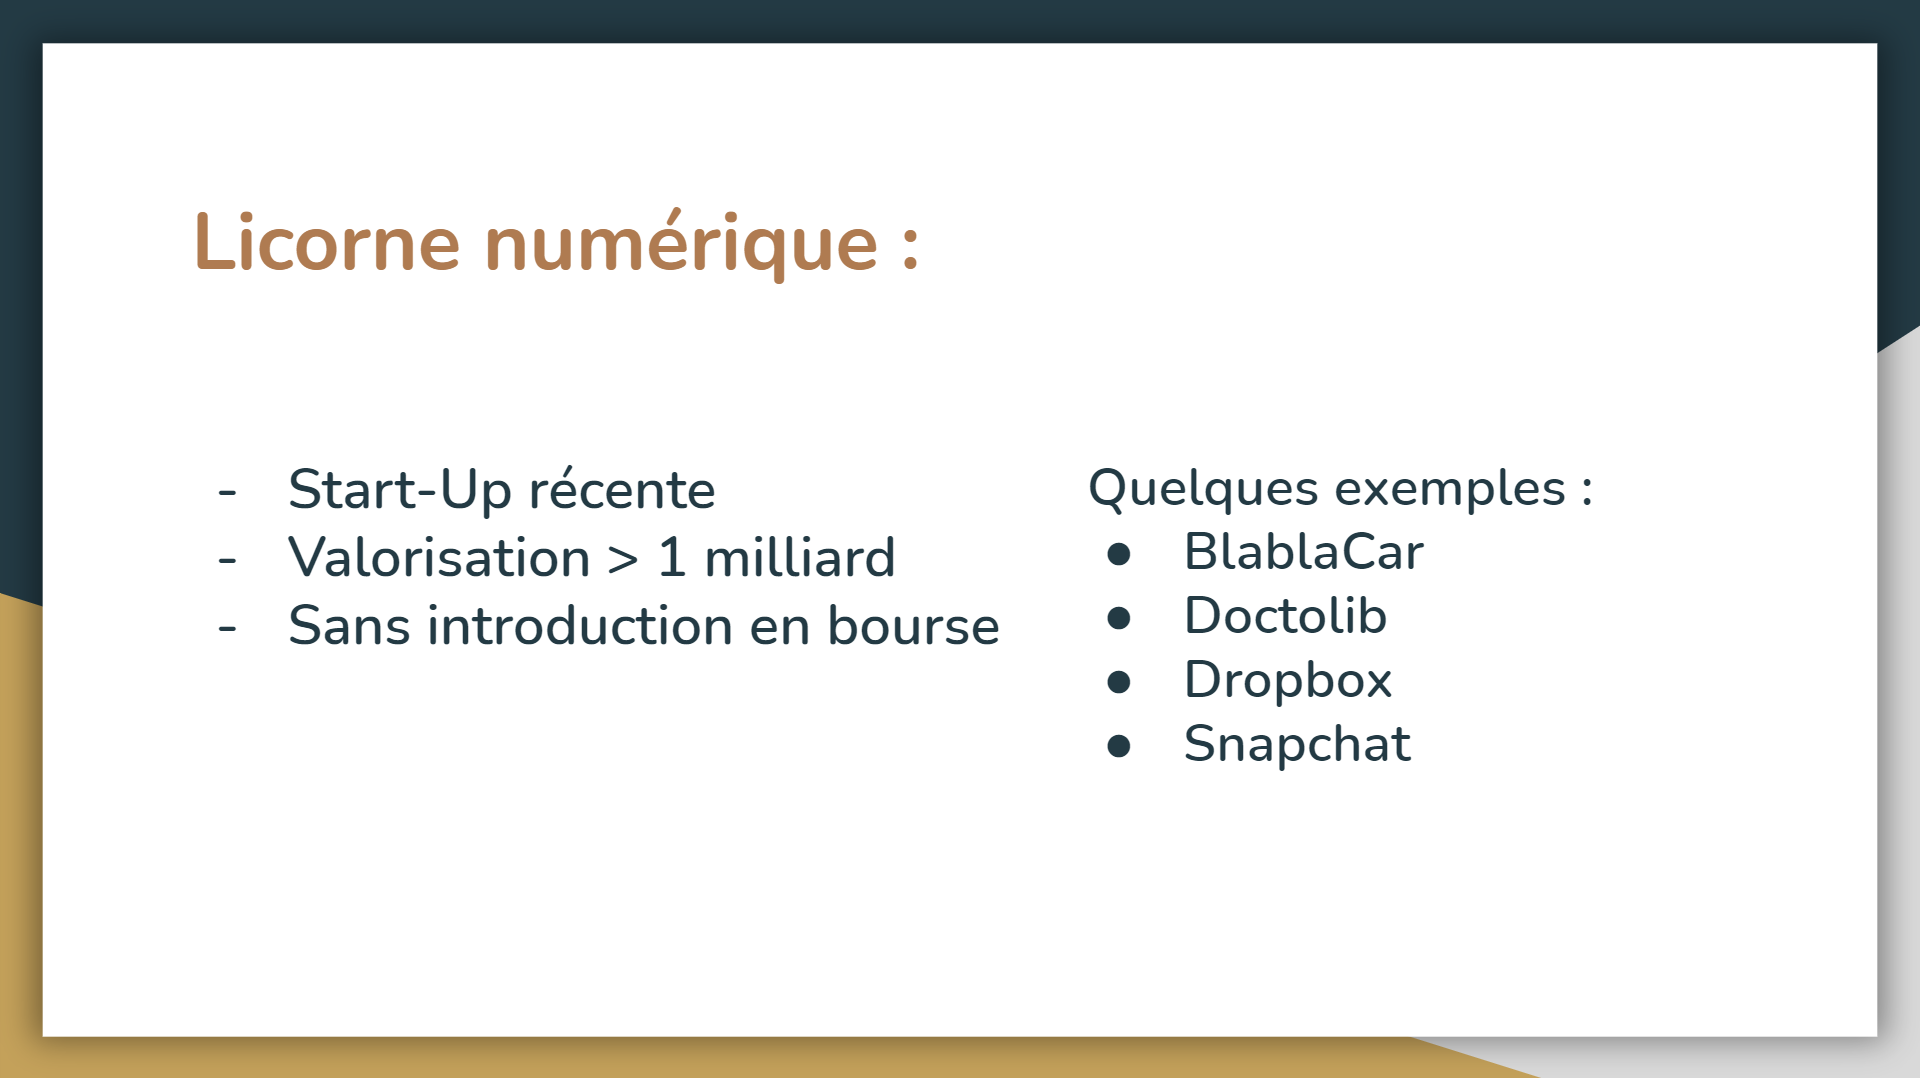 Licorne numérique :
- Start-Up récente
- Valorisation > 1 milliard
- Sans introduction en bourse
Quelques exemples :
● BlablaCar
● Doctolib
● Dropbox
● Snapchat